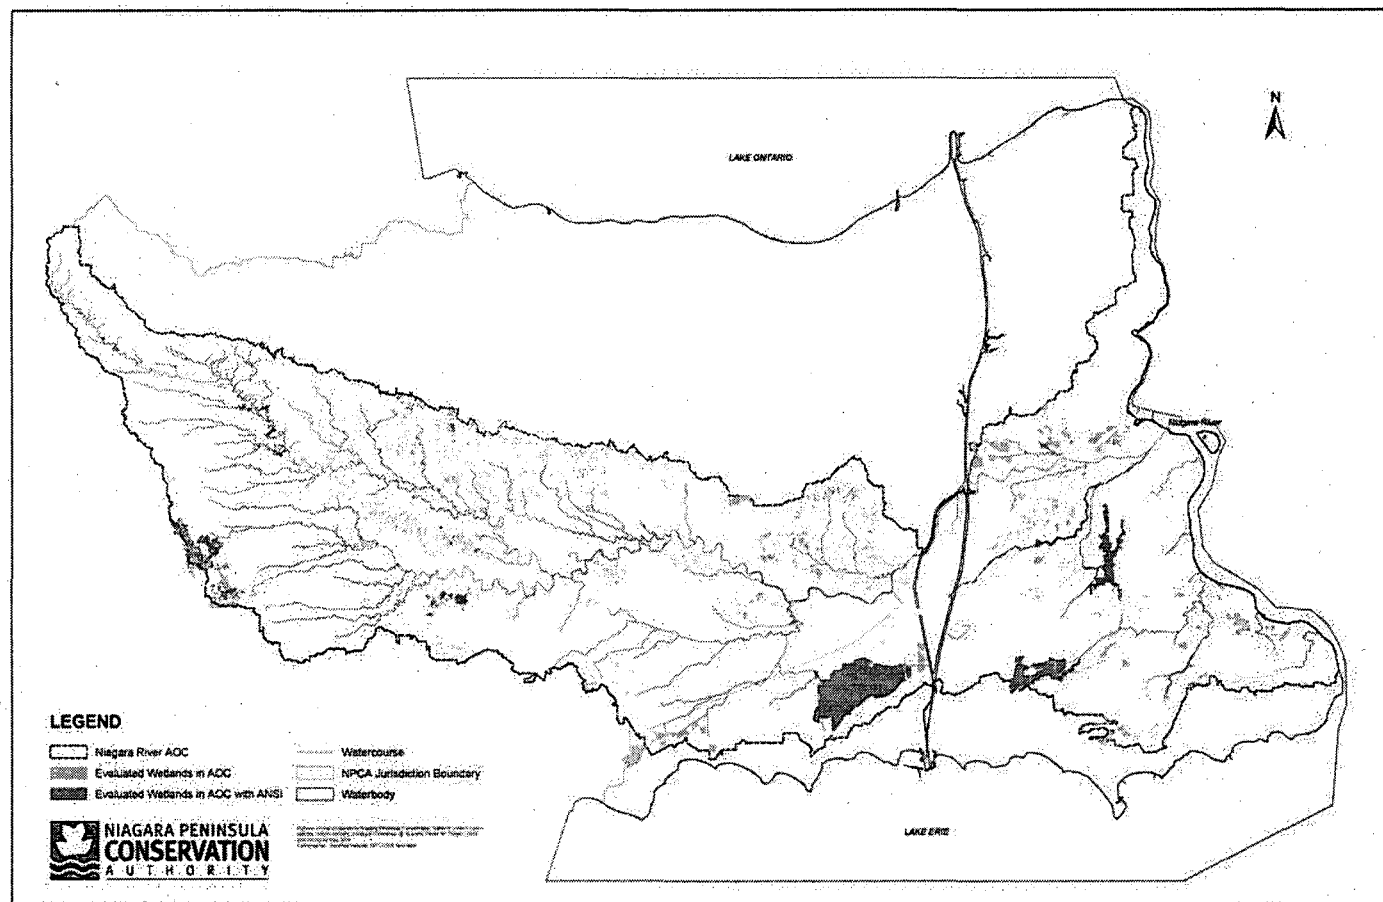 N
LAKE ONTARIO
Niagara River
LEGEND
Niagara River AOC
Evaluated Wetlands in AOC
Evaluated Wetlands in AOC with ANSI
Watercourse
NPCA Jurisdiction Boundary
Waterbody
NIAGARA PENINSULA
CONSERVATION
AUTHORITY
LAKE ERIE